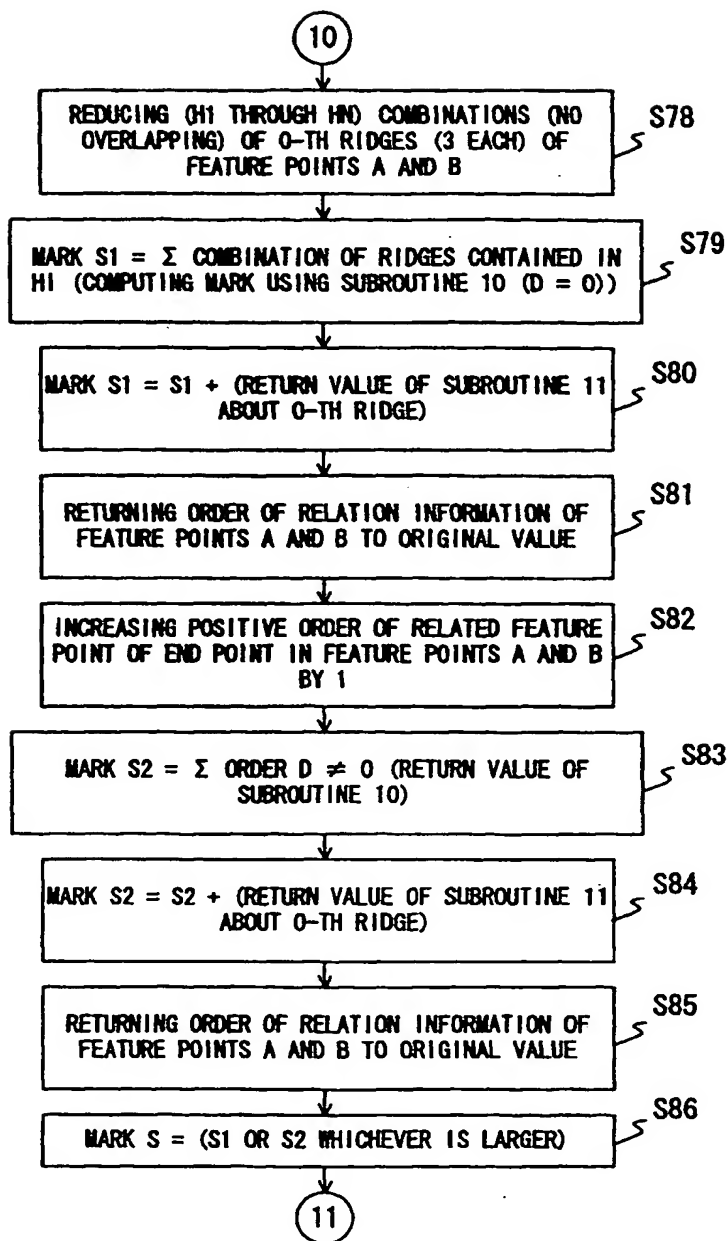 10
REDUCING (H1 THROUGH HN) COMBINATIONS (NO
OVERLAPPING) OF 0-TH RIDGES (3 EACH) OF
FEATURE POINTS A AND B
S78
MARK S1 = Σ COMBINATION OF RIDGES CONTAINED IN
HI (COMPUTING MARK USING SUBROUTINE 10 (D = 0))
S79
MARK S1 = S1 + (RETURN VALUE OF SUBROUTINE 11
ABOUT 0-TH RIDGE)
S80
RETURNING ORDER OF RELATION INFORMATION OF
FEATURE POINTS A AND B TO ORIGINAL VALUE
S81
INCREASING POSITIVE ORDER OF RELATED FEATURE
POINT OF END POINT IN FEATURE POINTS A AND B
BY 1
S82
MARK S2 = Σ ORDER D ≠ 0 (RETURN VALUE OF
SUBROUTINE 10)
S83
MARK S2 = S2 + (RETURN VALUE OF SUBROUTINE 11
ABOUT 0-TH RIDGE)
S84
RETURNING ORDER OF RELATION INFORMATION OF
FEATURE POINTS A AND B TO ORIGINAL VALUE
S85
MARK S = (S1 OR S2 WHICHEVER IS LARGER)
S86
11